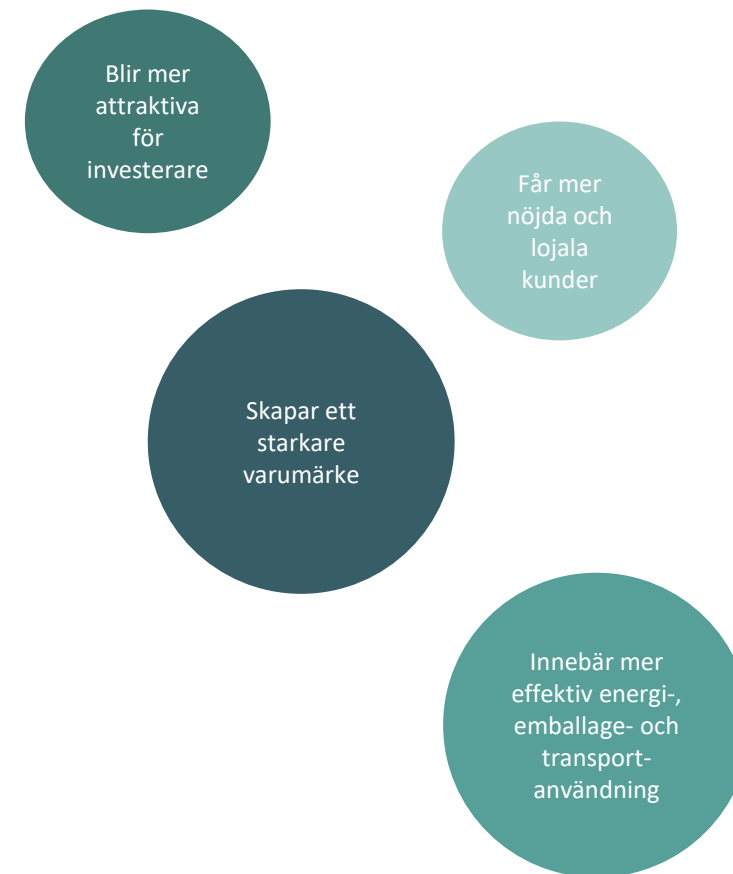 Blir mer
attraktiva
för
investerare
Får mer
nöjda och
lojala
kunder
Skapar ett
starkare
varumärke
Innebär mer
effektiv energi-,
emballage- och
transport-
användning